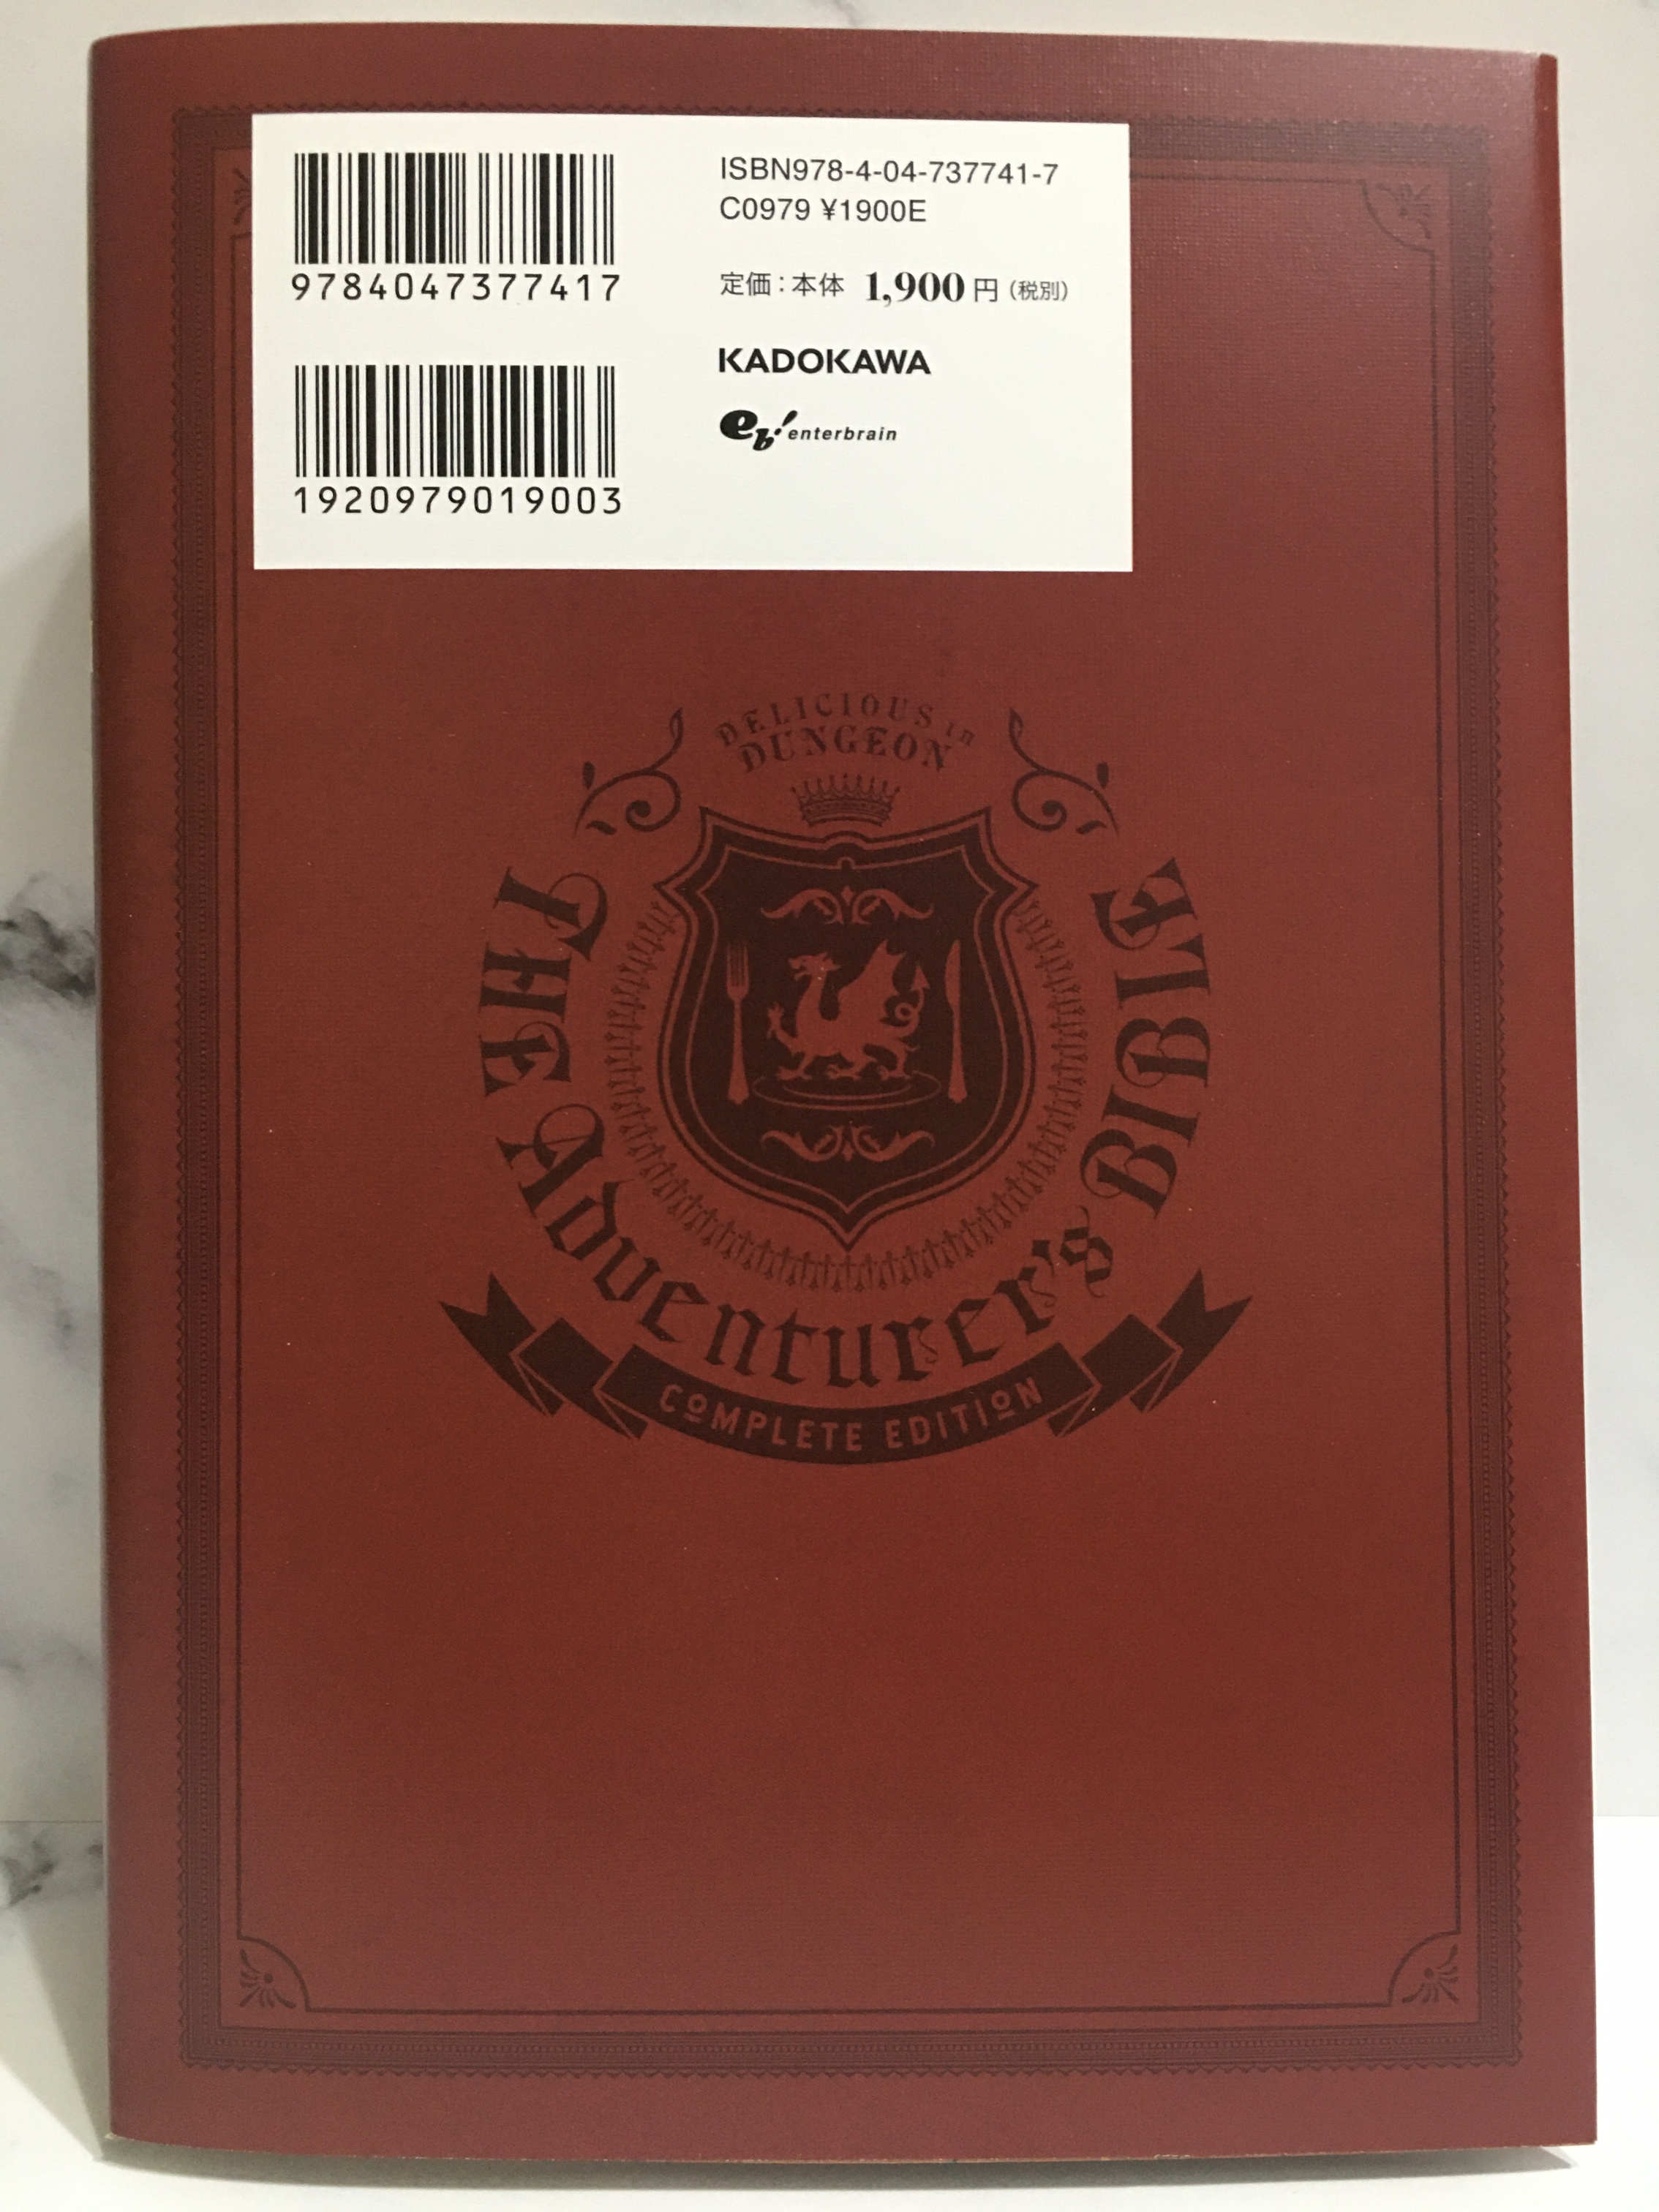 ISBN978-4-04-737741-7
C0979 ¥1900E
9784047377417
定価：本体 1,900円（税別）
KADOKAWA
eb! enterbrain
1920979019003
DELICIOUS in
DUNGEON
THE Adventurer's BIBLE
COMPLETE EDITION